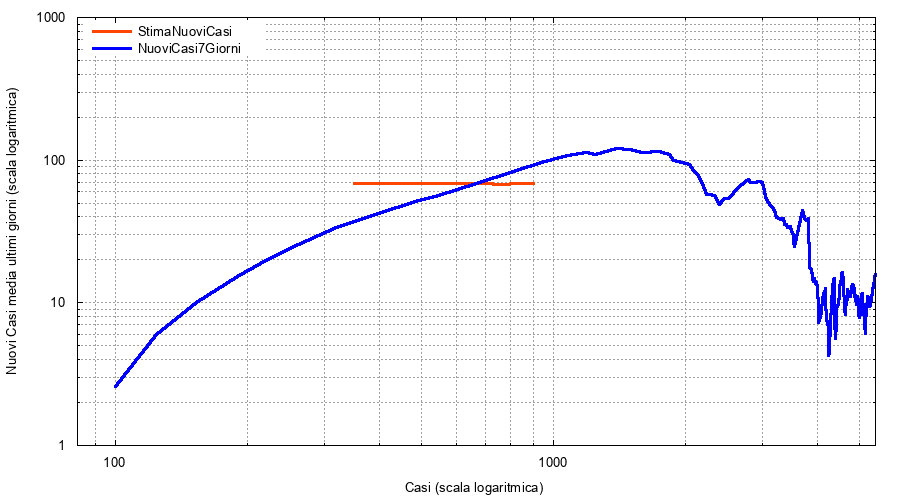 1000
StimaNuoviCasi
NuoviCasi7Giorni
100
10
1
Nuovi Casi media ultimi giorni (scala logaritmica)
100
1000
Casi (scala logaritmica)